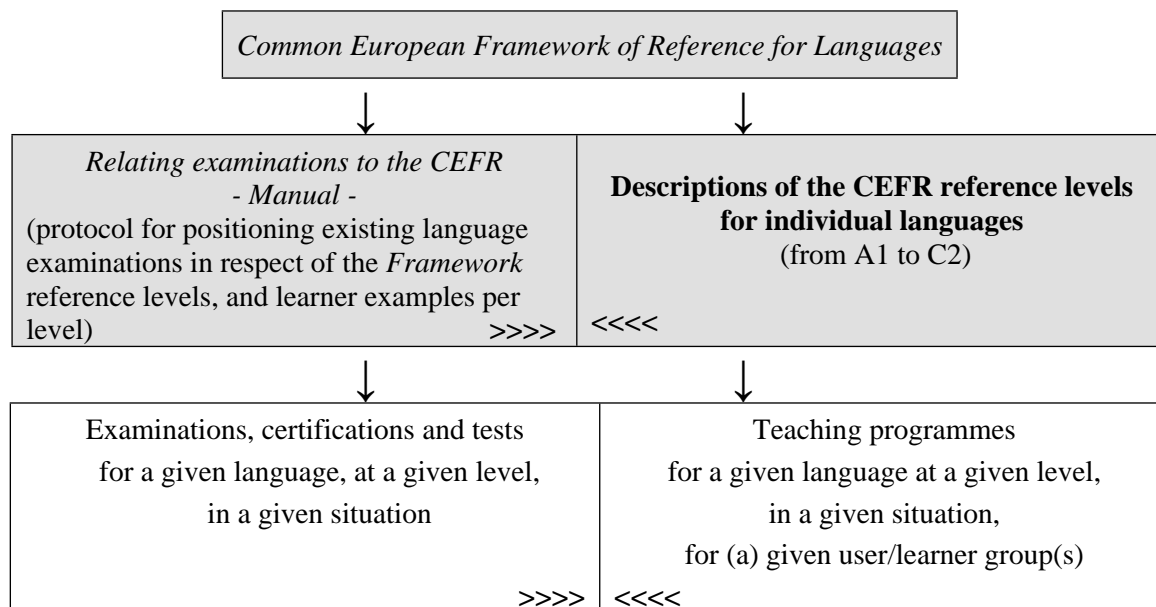 Common European Framework of Reference for Languages
↓ ↓
Relating examinations to the CEFR
- Manual -
(protocol for positioning existing language
examinations in respect of the Framework
reference levels, and learner examples per
level)
>>>>
Descriptions of the CEFR reference levels
for individual languages
(from A1 to C2)
<<<<
↓ ↓
Examinations, certifications and tests
for a given language, at a given level,
in a given situation
>>>>
Teaching programmes
for a given language at a given level,
in a given situation,
for (a) given user/learner group(s)
<<<<